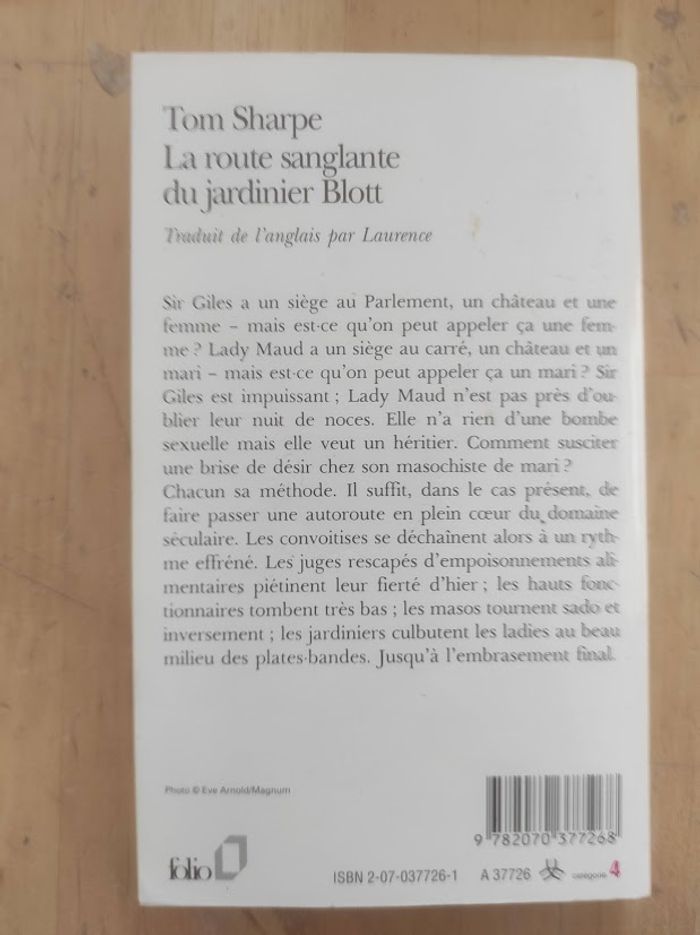 Tom Sharpe
La route sanglante
du jardinier Blott
Traduit de l'anglais par Laurence
Sir Giles a un siège au Parlement, un château et une
femme – mais est-ce qu'on peut appeler ça une fem-
me ? Lady Maud a un siège au carré, un château et un
mari – mais est-ce qu'on peut appeler ça un mari ? Sir
Giles est impuissant ; Lady Maud n'est pas près d'ou-
blier leur nuit de noces. Elle n'a rien d'une bombe
sexuelle mais elle veut un héritier. Comment susciter
une brise de désir chez son masochiste de mari ?
Chacun sa méthode. Il suffit, dans le cas présent, de
faire passer une autoroute en plein cœur du domaine
séculaire. Les convoitises se déchaînent alors à un ryth-
me effréné. Les juges rescapés d'empoisonnements ali-
mentaires piétinent leur fierté d'hier ; les hauts fonc-
tionnaires tombent très bas ; les masos tournent sado et
inversement ; les jardiniers culbutent les ladies au beau
milieu des plates-bandes. Jusqu'à l'embrasement final.
Photo © Eve Arnold/Magnum
9 782070 377268
folio
ISBN 2-07-037726-1 A 37726 catégorie 4